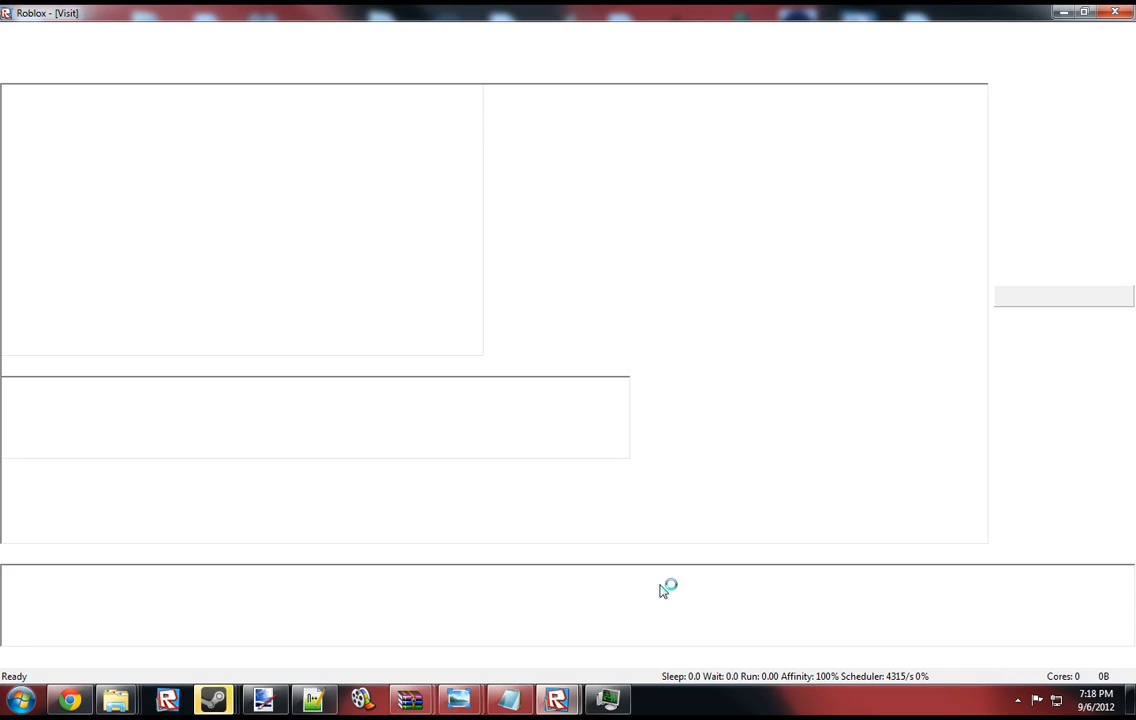 Roblox - [Visit]
Ready
Sleep: 0.0 Wait: 0.0 Run: 0.00 Affinity: 100% Scheduler: 4315/s 0%
Cores: 0
0B
7:18 PM
9/6/2012